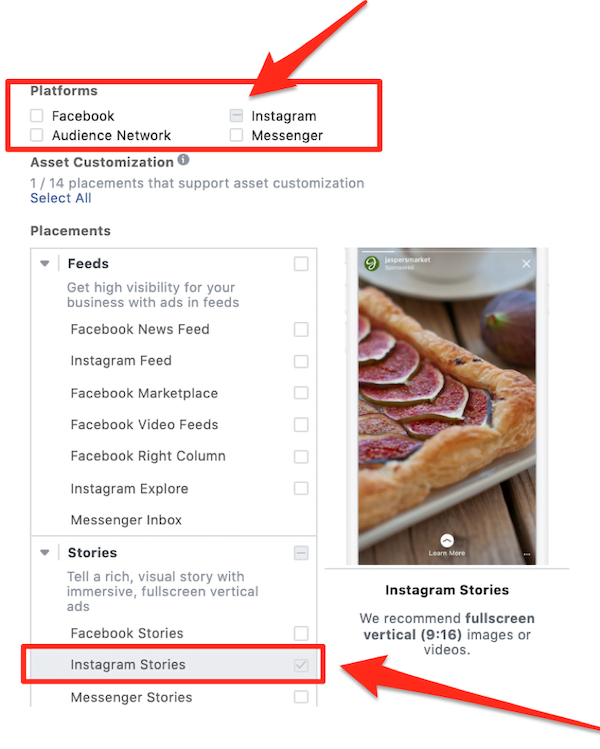 Platforms
Facebook
Instagram
Audience Network
Messenger
Asset Customization
1 / 14 placements that support asset customization
Select All
Placements
Feeds
Get high visibility for your
business with ads in feeds
Facebook News Feed
Instagram Feed
Facebook Marketplace
Facebook Video Feeds
Facebook Right Column
Instagram Explore
Messenger Inbox
Stories
Tell a rich, visual story with
immersive, fullscreen vertical
ads
Facebook Stories
Instagram Stories
Messenger Stories
jaspersmarket
Sponsored
Learn More
Instagram Stories
We recommend fullscreen
vertical (9:16) images or
videos.